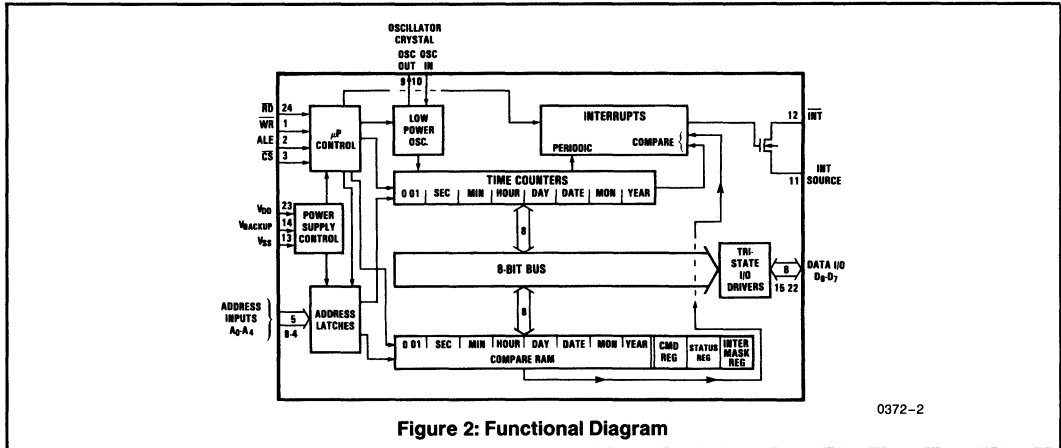 OSCILLATOR
CRYSTAL
OSC OSC
OUT IN
9 10
RD 24
WR 1
ALE 2
CS 3
µP
CONTROL
LOW
POWER
OSC.
INTERRUPTS
COMPARE
PERIODIC
12 INT
INT
SOURCE
11
TIME COUNTERS
0 01 SEC MIN HOUR DAY DATE MON YEAR
VDD 23
VBACKUP 14
VSS 13
POWER
SUPPLY
CONTROL
8
8-BIT BUS
TRI-
STATE
I/O
DRIVERS
8
15 22
DATA I/O
D0-D7
ADDRESS
INPUTS
A0-A4
5
8-4
ADDRESS
LATCHES
8
0 01 SEC MIN HOUR DAY DATE MON YEAR
COMPARE RAM
CMD
REG
STATUS
REG
INTER
MASK
REG
0372-2
Figure 2: Functional Diagram